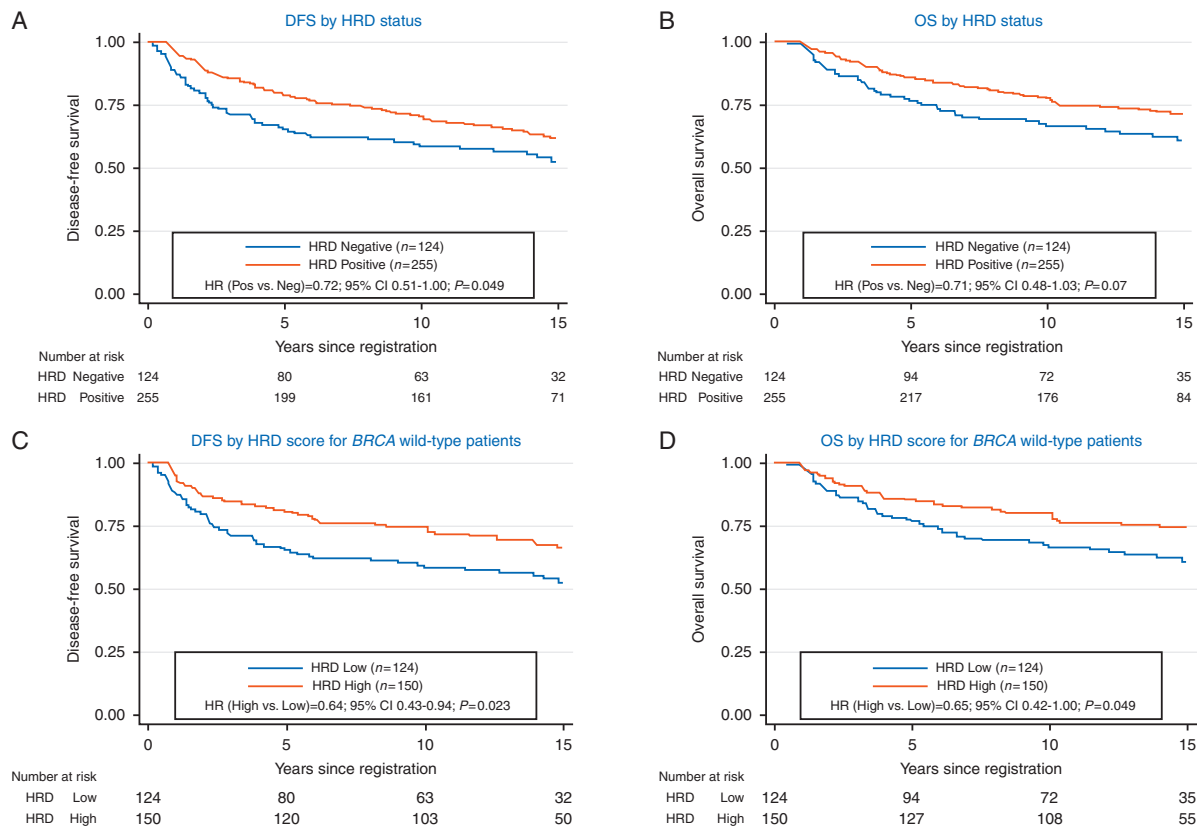 A
DFS by HRD status
1.00
0.75
0.50
0.25
0.00
Disease-free survival
HRD Negative (n=124)
HRD Positive (n=255)
HR (Pos vs. Neg)=0.72; 95% CI 0.51-1.00; P=0.049
0 5 10 15
Years since registration
Number at risk
HRD Negative 124 80 63 32
HRD Positive 255 199 161 71
B
OS by HRD status
1.00
0.75
0.50
0.25
0.00
Overall survival
HRD Negative (n=124)
HRD Positive (n=255)
HR (Pos vs. Neg)=0.71; 95% CI 0.48-1.03; P=0.07
0 5 10 15
Years since registration
Number at risk
HRD Negative 124 94 72 35
HRD Positive 255 217 176 84
C
DFS by HRD score for BRCA wild-type patients
1.00
0.75
0.50
0.25
0.00
Disease-free survival
HRD Low (n=124)
HRD High (n=150)
HR (High vs. Low)=0.64; 95% CI 0.43-0.94; P=0.023
0 5 10 15
Years since registration
Number at risk
HRD Low 124 80 63 32
HRD High 150 120 103 50
D
OS by HRD score for BRCA wild-type patients
1.00
0.75
0.50
0.25
0.00
Overall survival
HRD Low (n=124)
HRD High (n=150)
HR (High vs. Low)=0.65; 95% CI 0.42-1.00; P=0.049
0 5 10 15
Years since registration
Number at risk
HRD Low 124 94 72 35
HRD High 150 127 108 55